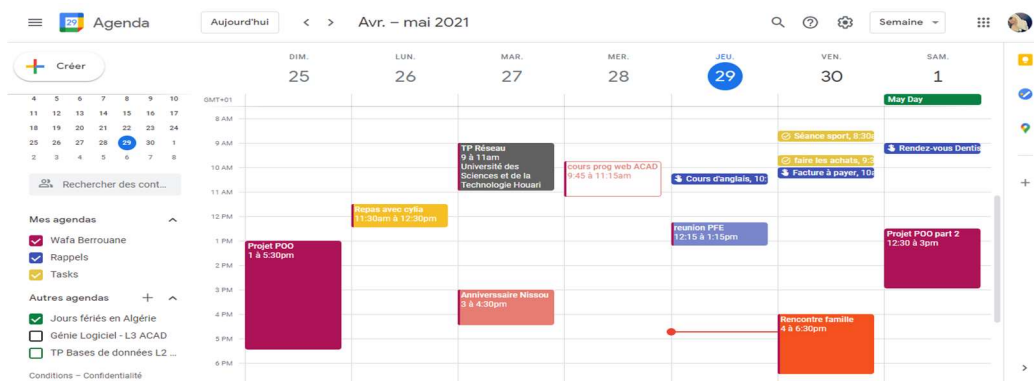 29 Agenda
Aujourd'hui < > Avr. – mai 2021
Semaine
Créer
DIM. LUN. MAR. MER. JEU. VEN. SAM.
25 26 27 28 29 30 1
4 5 6 7 8 9 10
11 12 13 14 15 16 17
18 19 20 21 22 23 24
25 26 27 28 29 30 1
2 3 4 5 6 7 8
Rechercher des cont...
Mes agendas
Wafa Berrouane
Rappels
Tasks
Autres agendas
Jours fériés en Algérie
Génie Logiciel - L3 ACAD
TP Bases de données L2 ...
Conditions – Confidentialité
GMT+01
8 AM
9 AM
10 AM
11 AM
12 PM
1 PM
2 PM
3 PM
4 PM
5 PM
6 PM
Projet POO
1 à 5:30pm
Repas avec cylia
11:30am à 12:30pm
TP Réseau
9 à 11am
Université des
Sciences et de la
Technologie Houari
Anniverssaire Nissou
3 à 4:30pm
cours prog web ACAD
9:45 à 11:15am
Cours d'anglais, 10:
reunion PFE
12:15 à 1:15pm
Séance sport, 8:30a
faire les achats, 9:3
Facture à payer, 10a
Rencontre famille
4 à 6:30pm
May Day
Rendez-vous Dentis
Projet POO part 2
12:30 à 3pm